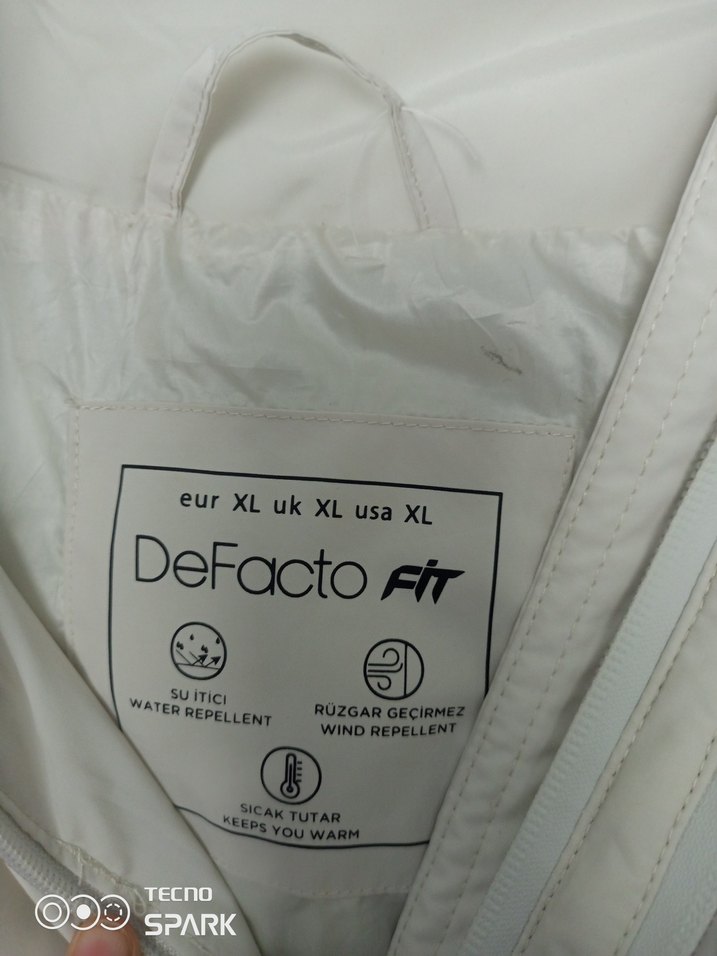 eur XL uk XL usa XL
DeFacto FiT
SU İTİCİ
WATER REPELLENT
RÜZGAR GEÇİRMEZ
WIND REPELLENT
SICAK TUTAR
KEEPS YOU WARM
TECNO
SPARK